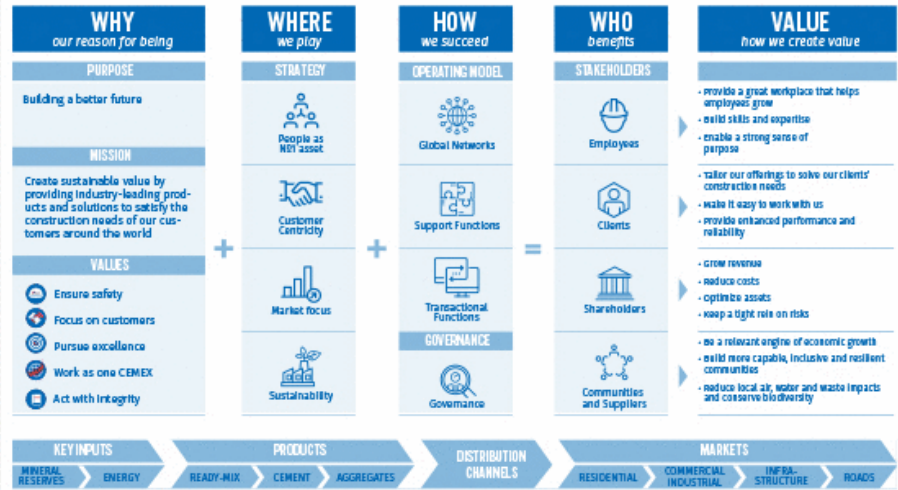 WHY
our reason for being
PURPOSE
Building a better future
MISSION
Create sustainable value by
providing industry-leading prod-
ucts and solutions to satisfy the
construction needs of our cus-
tomers around the world
VALUES
Ensure safety
Focus on customers
Pursue excellence
Work as one CEMEX
Act with integrity
+
WHERE
we play
STRATEGY
People as
Nº1 asset
Customer
Centricity
Market focus
Sustainability
+
HOW
we succeed
OPERATING MODEL
Global Networks
Support Functions
Transactional
Functions
GOVERNANCE
Governance
=
WHO
benefits
STAKEHOLDERS
Employees
Clients
Shareholders
Communities
and Suppliers
VALUE
how we create value
• Provide a great workplace that helps
employees grow
• Build skills and expertise
• Enable a strong sense of
purpose
• Tailor our offerings to solve our clients'
construction needs
• Make it easy to work with us
• Provide enhanced performance and
reliability
• Grow revenue
• Reduce costs
• Optimize assets
• Keep a tight rein on risks
• Be a relevant engine of economic growth
• Build more capable, inclusive and resilient
communities
• Reduce local air, water and waste impacts
and conserve biodiversity
KEY INPUTS
MINERAL
RESERVES
ENERGY
PRODUCTS
READY-MIX
CEMENT
AGGREGATES
DISTRIBUTION
CHANNELS
MARKETS
RESIDENTIAL
COMMERCIAL
INDUSTRIAL
INFRA-
STRUCTURE
ROADS